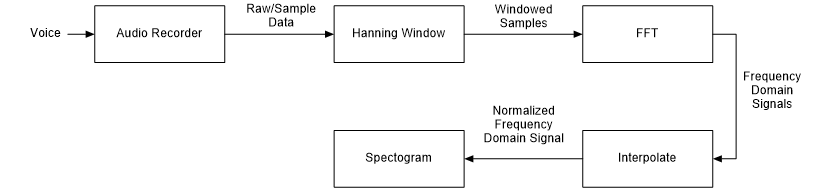 Voice
Audio Recorder
Raw/Sample
Data
Hanning Window
Windowed
Samples
FFT
Frequency
Domain
Signals
Interpolate
Normalized
Frequency
Domain Signal
Spectogram